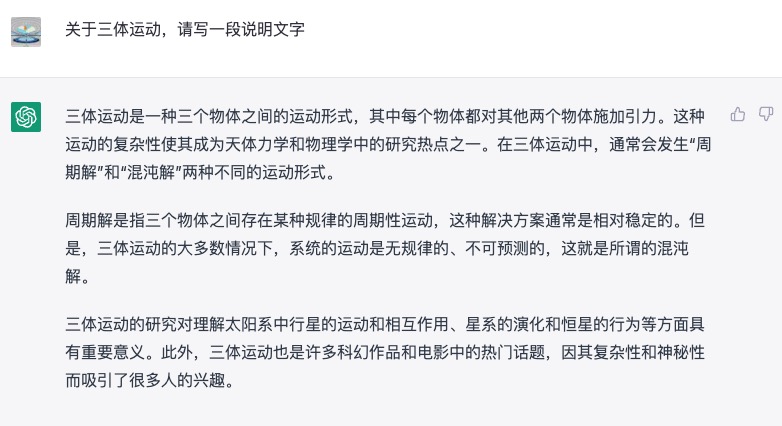 关于三体运动，请写一段说明文字
三体运动是一种三个物体之间的运动形式，其中每个物体都对其他两个物体施加引力。这种
运动的复杂性使其成为天体力学和物理学中的研究热点之一。在三体运动中，通常会发生“周
期解”和“混沌解”两种不同的运动形式。
周期解是指三个物体之间存在某种规律的周期性运动，这种解决方案通常是相对稳定的。但
是，三体运动的大多数情况下，系统的运动是无规律的、不可预测的，这就是所谓的混沌
解。
三体运动的研究对理解太阳系中行星的运动和相互作用、星系的演化和恒星的行为等方面具
有重要意义。此外，三体运动也是许多科幻作品和电影中的热门话题，因其复杂性和神秘性
而吸引了很多人的兴趣。